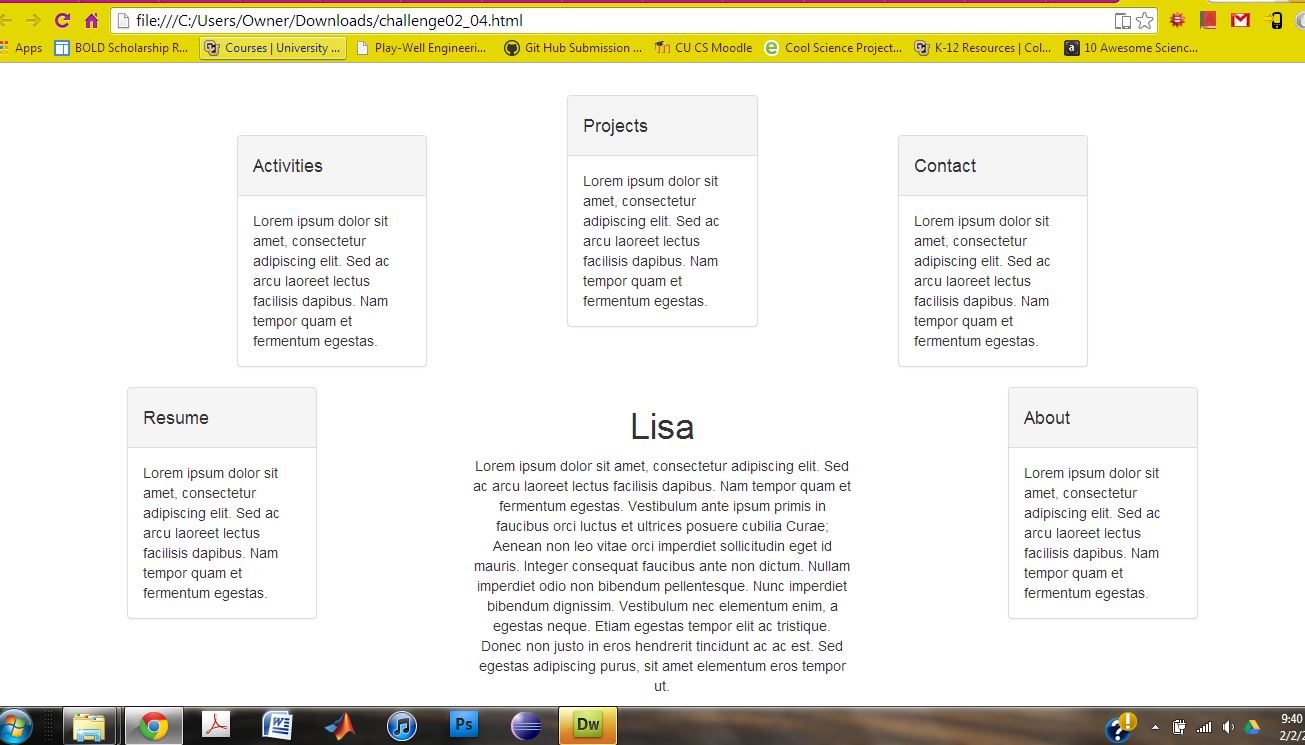 file:///C:/Users/Owner/Downloads/challenge02_04.html
Apps BOLD Scholarship R... Courses | University ... Play-Well Engineeri... Git Hub Submission ... CU CS Moodle Cool Science Project... K-12 Resources | Col... 10 Awesome Scienc...
Activities
Lorem ipsum dolor sit
amet, consectetur
adipiscing elit. Sed ac
arcu laoreet lectus
facilisis dapibus. Nam
tempor quam et
fermentum egestas.
Projects
Lorem ipsum dolor sit
amet, consectetur
adipiscing elit. Sed ac
arcu laoreet lectus
facilisis dapibus. Nam
tempor quam et
fermentum egestas.
Contact
Lorem ipsum dolor sit
amet, consectetur
adipiscing elit. Sed ac
arcu laoreet lectus
facilisis dapibus. Nam
tempor quam et
fermentum egestas.
Resume
Lorem ipsum dolor sit
amet, consectetur
adipiscing elit. Sed ac
arcu laoreet lectus
facilisis dapibus. Nam
tempor quam et
fermentum egestas.
Lisa
Lorem ipsum dolor sit amet, consectetur adipiscing elit. Sed
ac arcu laoreet lectus facilisis dapibus. Nam tempor quam et
fermentum egestas. Vestibulum ante ipsum primis in
faucibus orci luctus et ultrices posuere cubilia Curae;
Aenean non leo vitae orci imperdiet sollicitudin eget id
mauris. Integer consequat faucibus ante non dictum. Nullam
imperdiet odio non bibendum pellentesque. Nunc imperdiet
bibendum dignissim. Vestibulum nec elementum enim, a
egestas neque. Etiam egestas tempor elit ac tristique.
Donec non justo in eros hendrerit tincidunt ac ac est. Sed
egestas adipiscing purus, sit amet elementum eros tempor
ut.
About
Lorem ipsum dolor sit
amet, consectetur
adipiscing elit. Sed ac
arcu laoreet lectus
facilisis dapibus. Nam
tempor quam et
fermentum egestas.
Ps
Dw
9:40
2/2/2